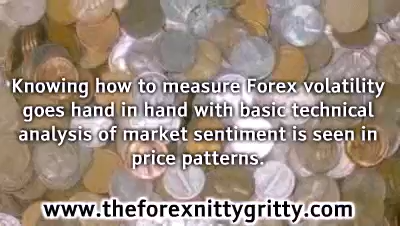 Knowing how to measure Forex volatility
goes hand in hand with basic technical
analysis of market sentiment is seen in
price patterns.
www.theforexnittygritty.com